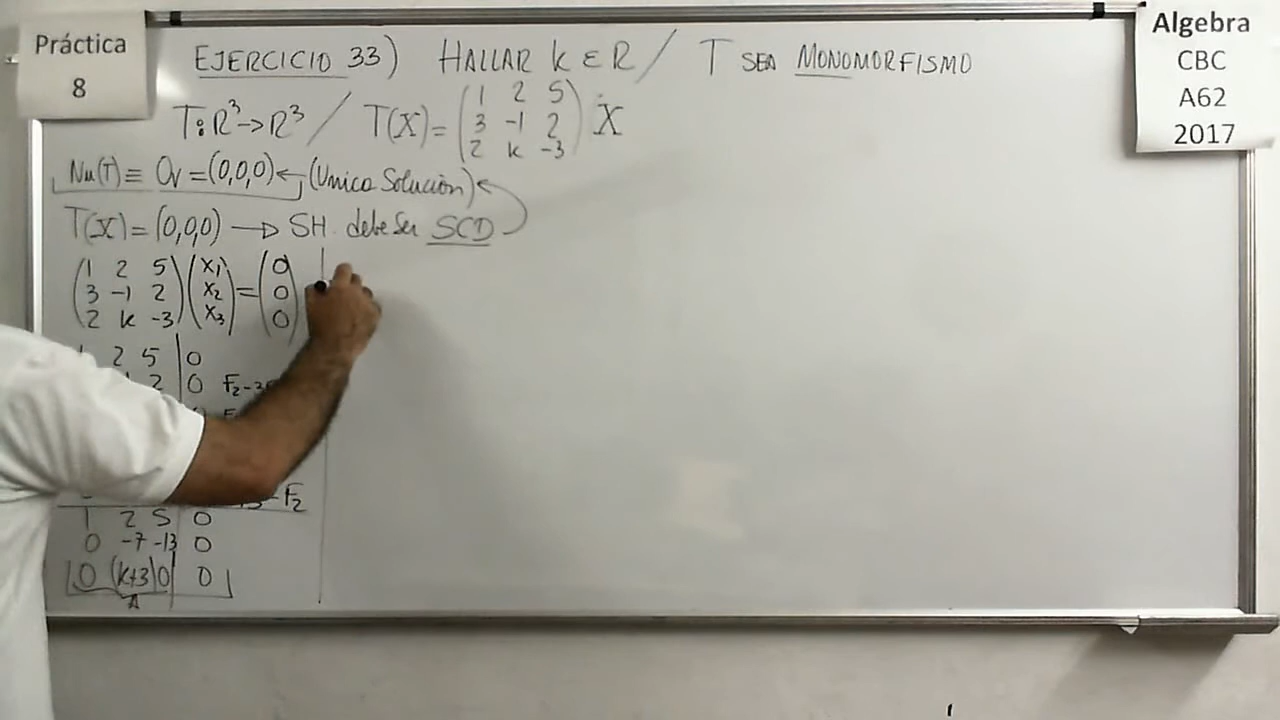 Práctica
8
Algebra
CBC
A62
2017
EJERCICIO 33) HALLAR K ∈ R / T SEA MONOMORFISMO
T: R³ → R³ / T(X) = (1 2 5
3 -1 2
2 k -3) . X
Nu(T) ≡ Ov = (0,0,0) ← (Unica Solución)
T(X) = (0,0,0) → SH. debe ser SCD
(1 2 5) (X1) = (0)
(3 -1 2) (X2) (0)
(2 k -3) (X3) (0)
2 5 | 0
2 | 0 F2-3
-F2
1 2 5 | 0
0 -7 -13 | 0
0 (k+3) 0 | 0